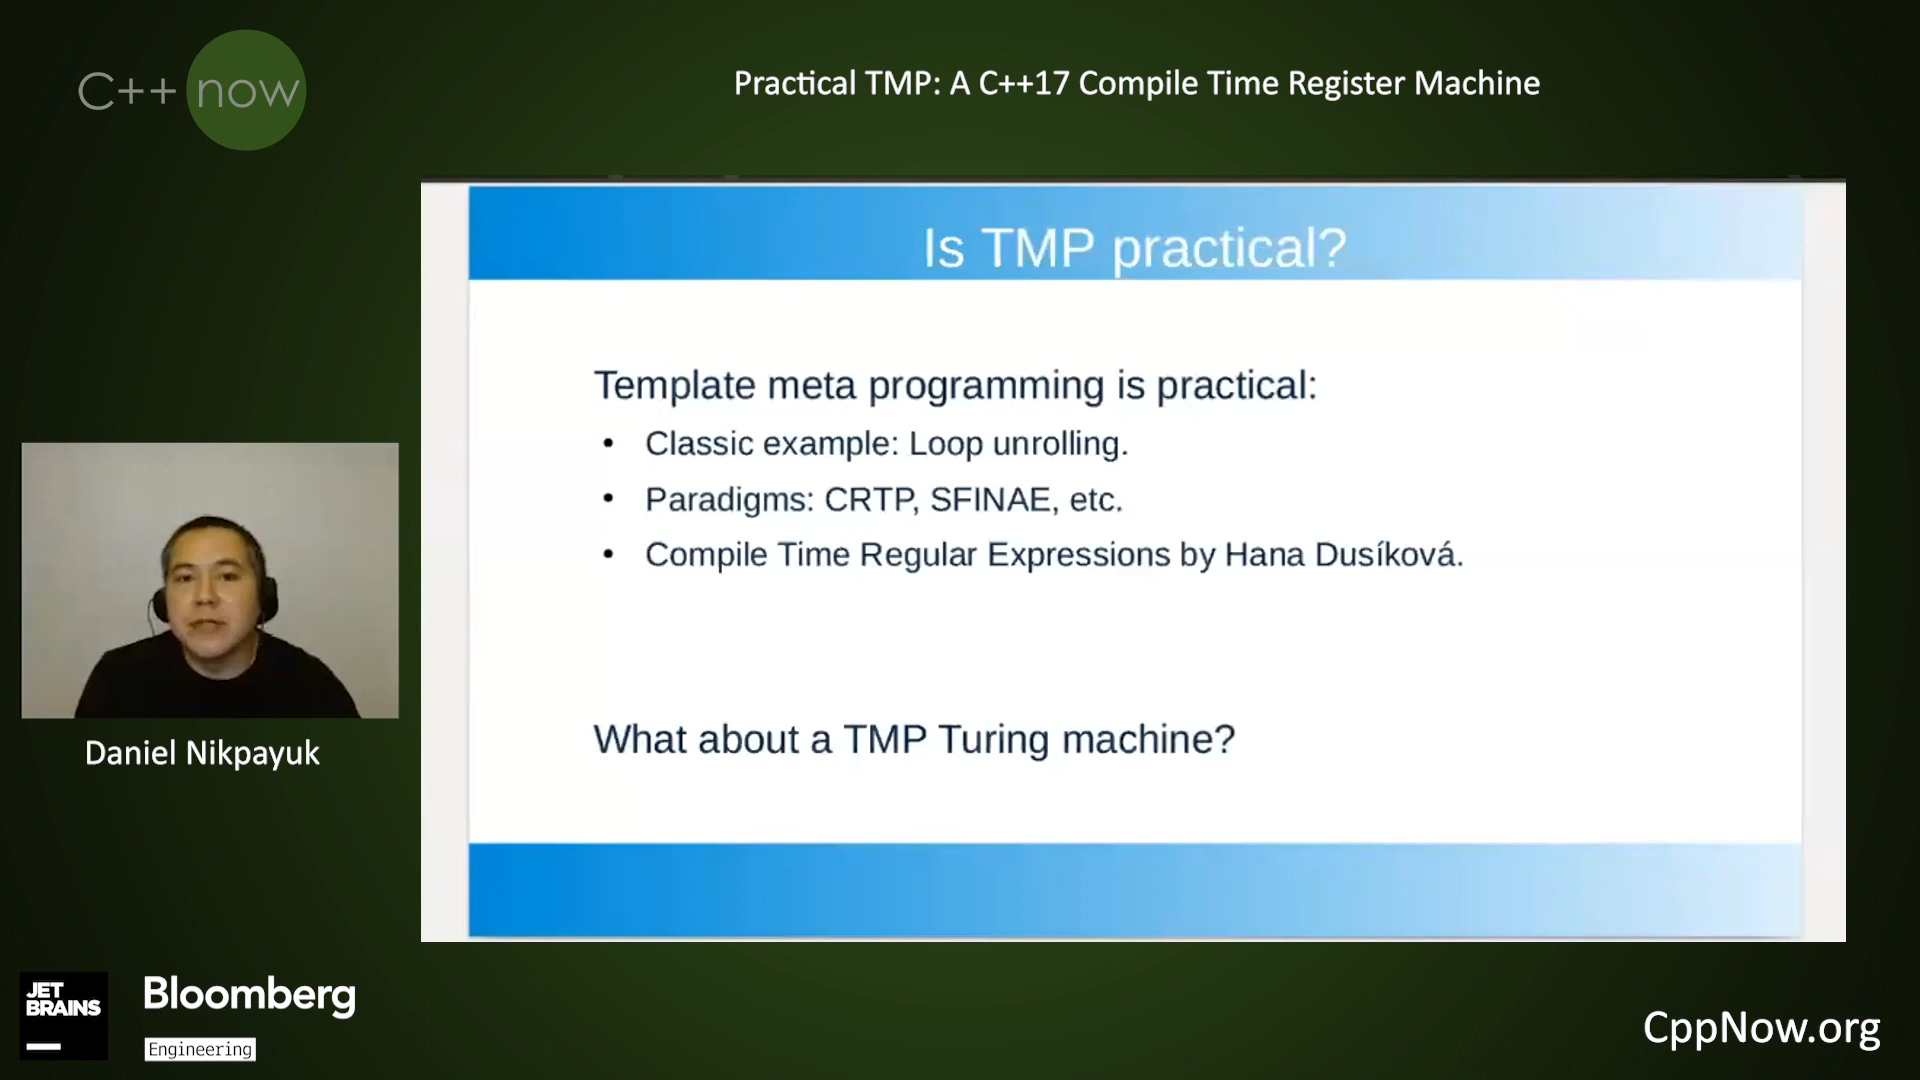 C++ now
Practical TMP: A C++17 Compile Time Register Machine
Is TMP practical?
Template meta programming is practical:
• Classic example: Loop unrolling.
• Paradigms: CRTP, SFINAE, etc.
• Compile Time Regular Expressions by Hana Dusíková.
What about a TMP Turing machine?
Daniel Nikpayuk
JET
BRAINS
Bloomberg
Engineering
CppNow.org